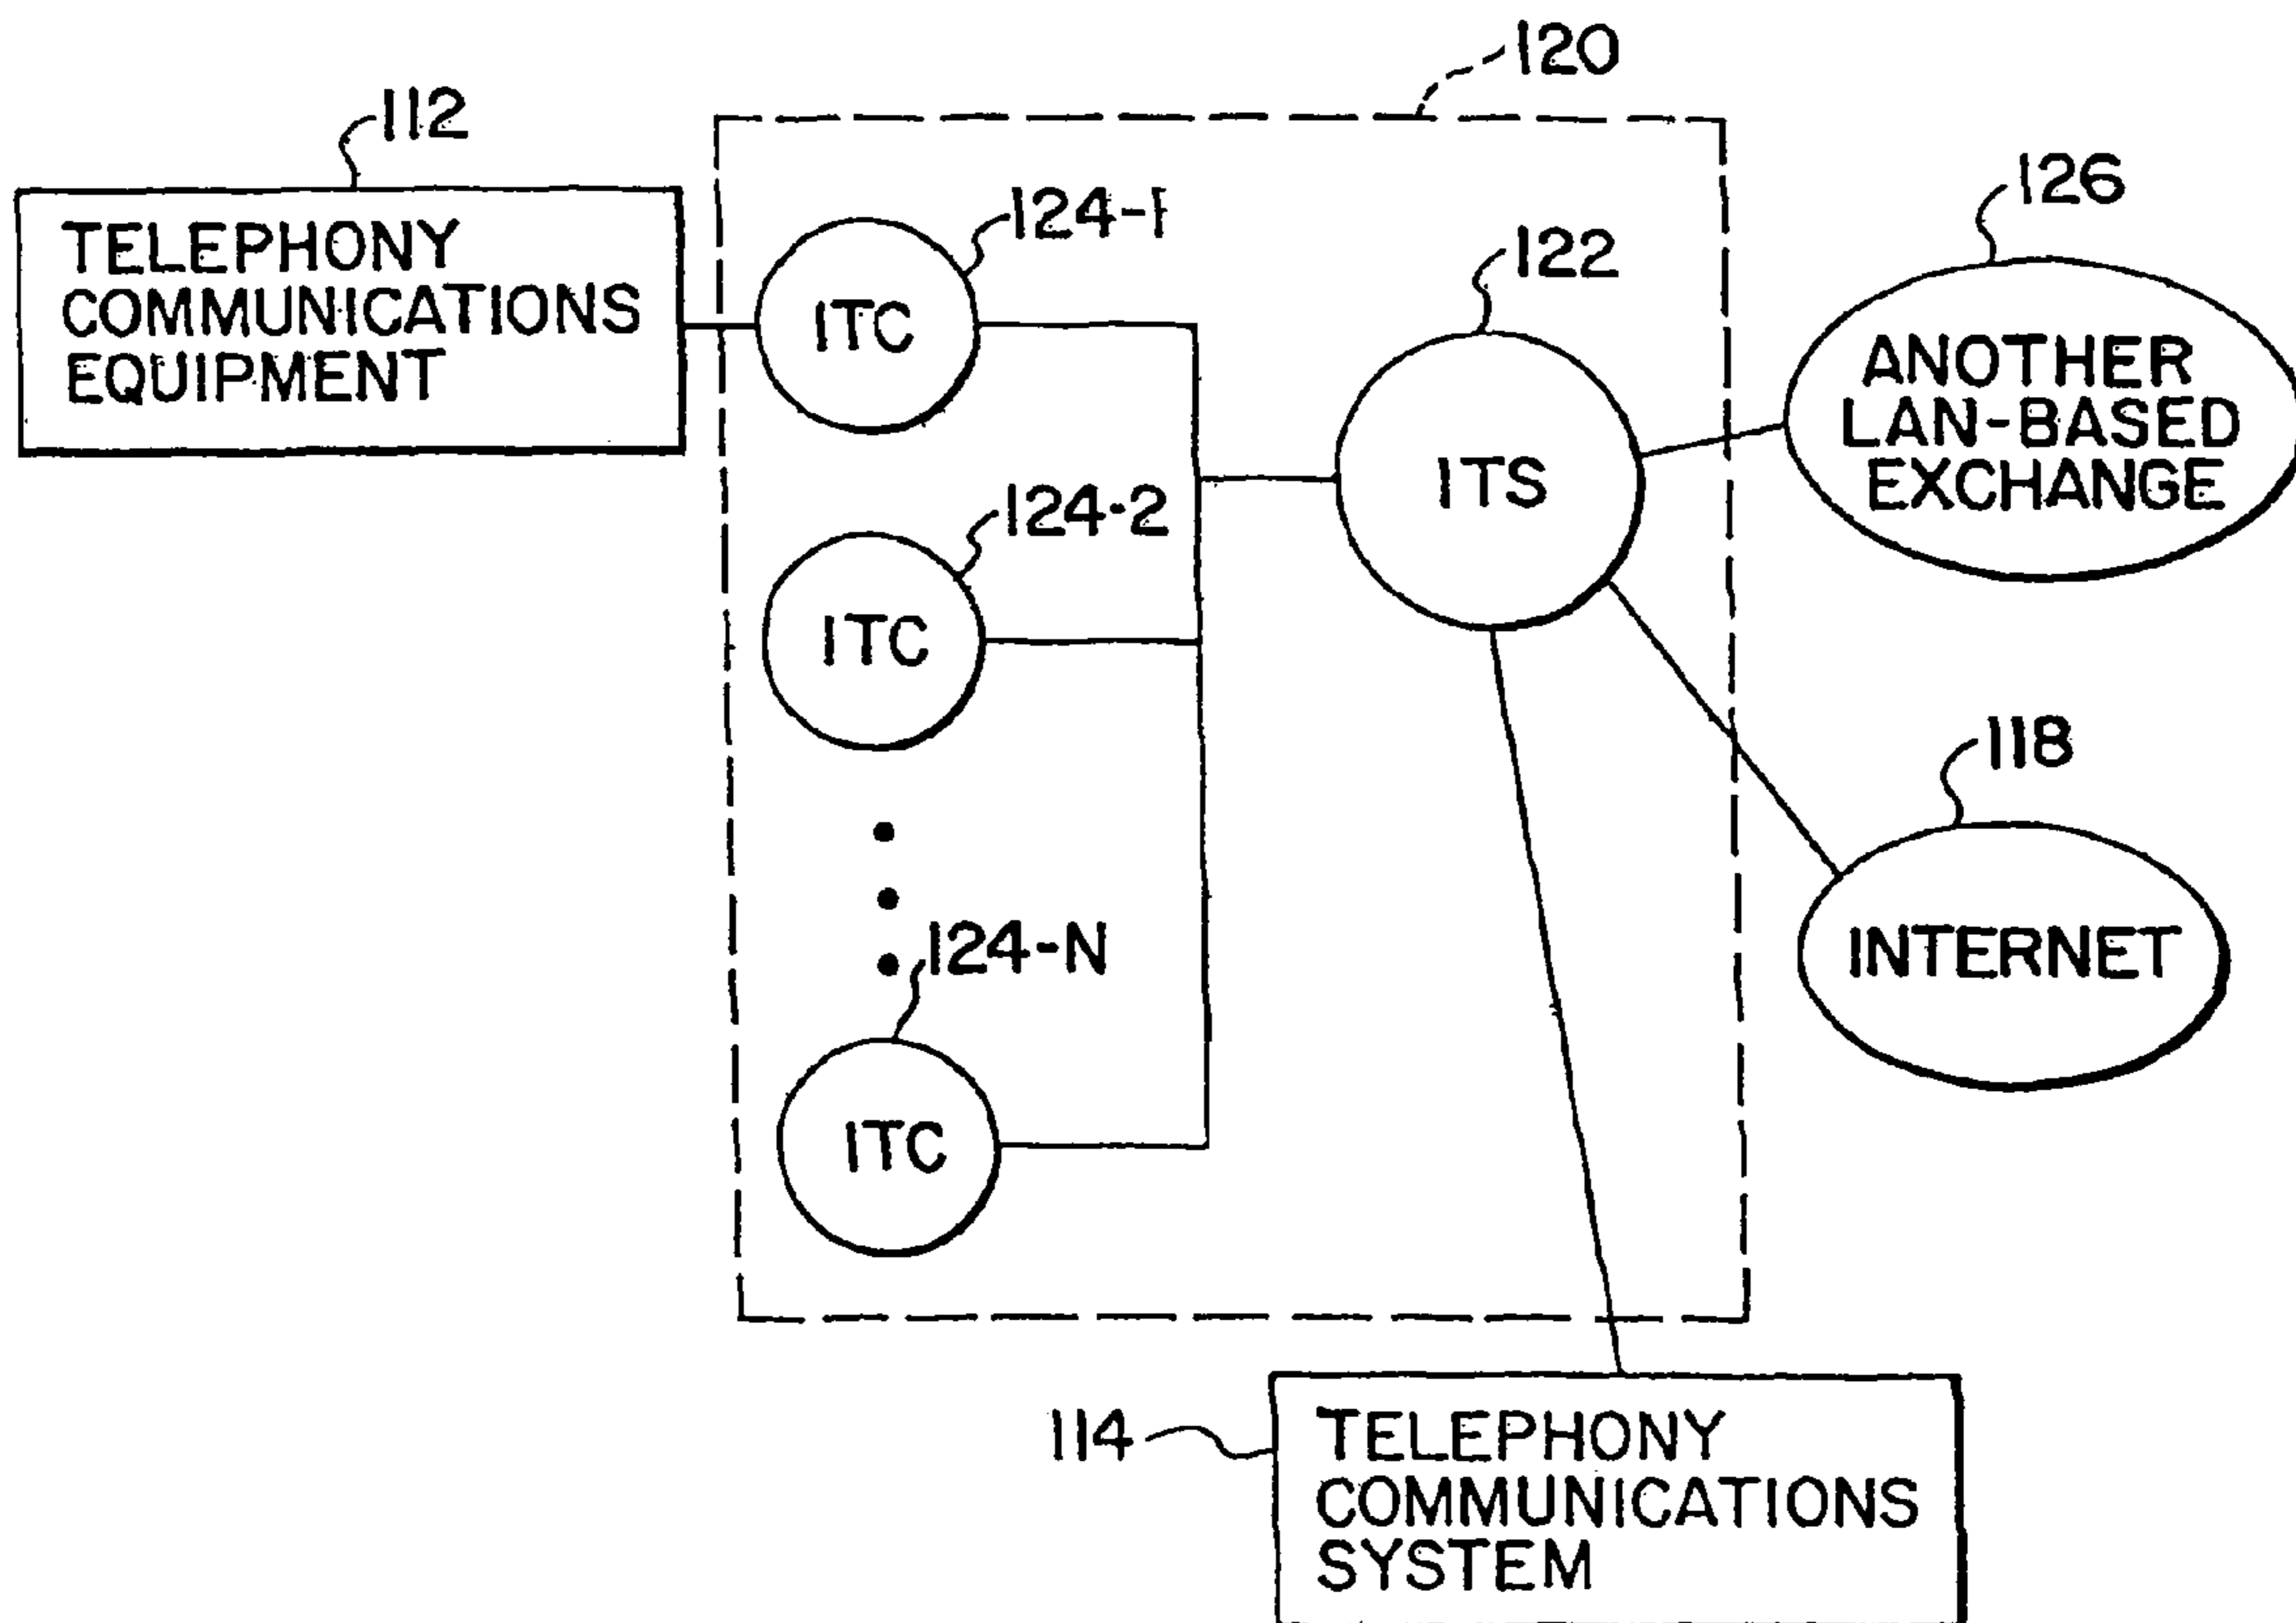 120
112
124-1
126
TELEPHONY
COMMUNICATIONS
EQUIPMENT
ITC
122
ANOTHER
LAN-BASED
EXCHANGE
ITS
124-2
ITC
118
INTERNET
124-N
ITC
114
TELEPHONY
COMMUNICATIONS
SYSTEM